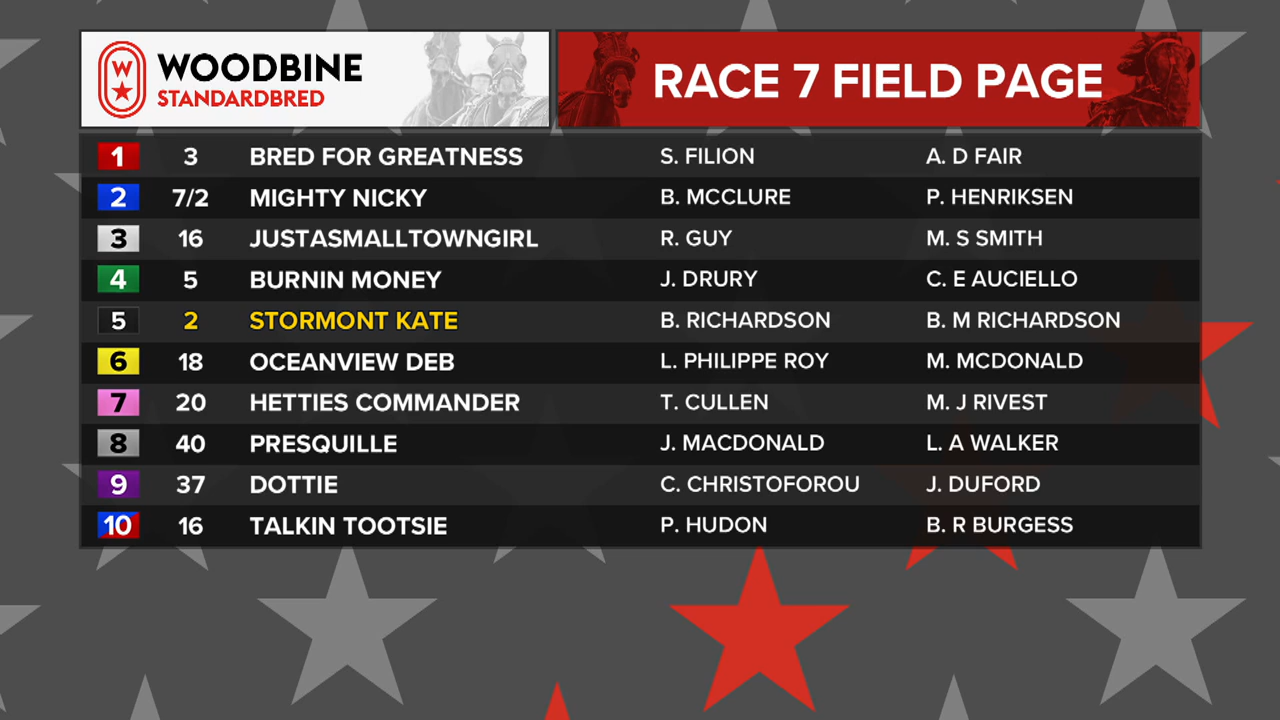 W
WOODBINE
STANDARDBRED
RACE 7 FIELD PAGE
1 3 BRED FOR GREATNESS S. FILION A. D FAIR
2 7/2 MIGHTY NICKY B. MCCLURE P. HENRIKSEN
3 16 JUSTASMALLTOWNGIRL R. GUY M. S SMITH
4 5 BURNIN MONEY J. DRURY C. E AUCIELLO
5 2 STORMONT KATE B. RICHARDSON B. M RICHARDSON
6 18 OCEANVIEW DEB L. PHILIPPE ROY M. MCDONALD
7 20 HETTIES COMMANDER T. CULLEN M. J RIVEST
8 40 PRESQUILLE J. MACDONALD L. A WALKER
9 37 DOTTIE C. CHRISTOFOROU J. DUFORD
10 16 TALKIN TOOTSIE P. HUDON B. R BURGESS